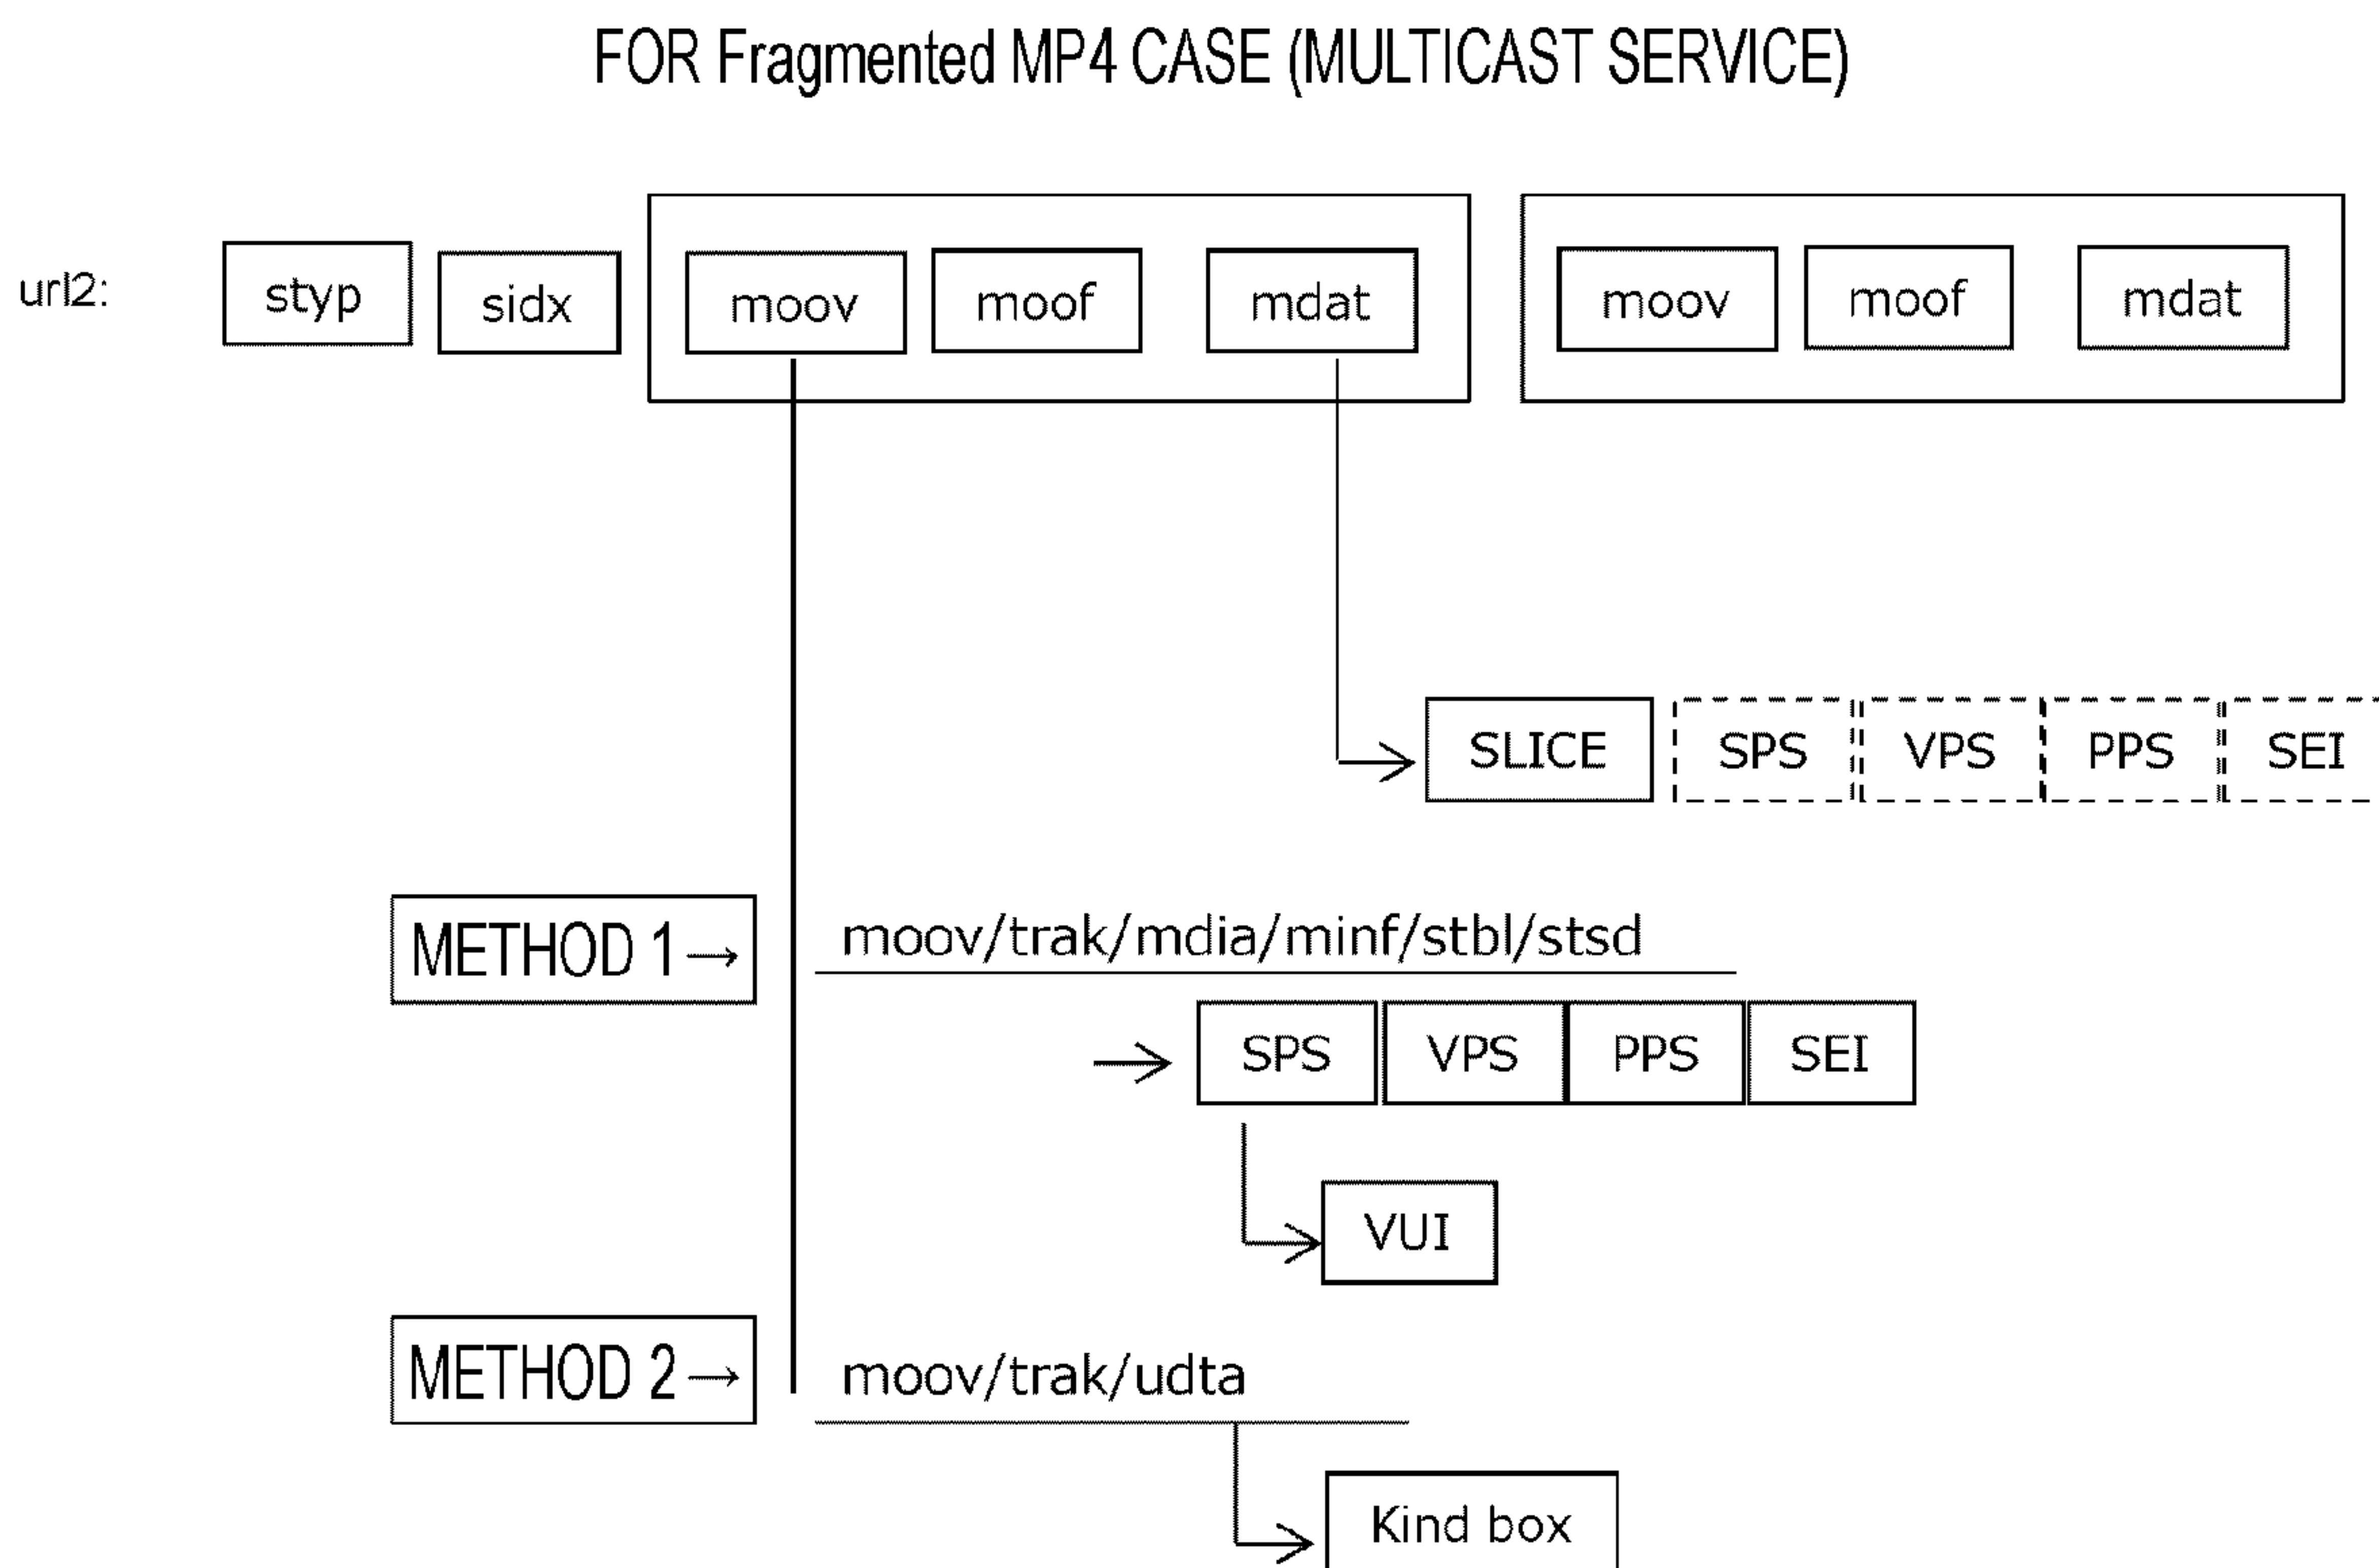 FOR Fragmented MP4 CASE (MULTICAST SERVICE)
url2: styp sidx moov moof mdat moov moof mdat
SLICE SPS VPS PPS SEI
METHOD 1→ moov/trak/mdia/minf/stbl/stsd
SPS VPS PPS SEI
VUI
METHOD 2→ moov/trak/udta
Kind box